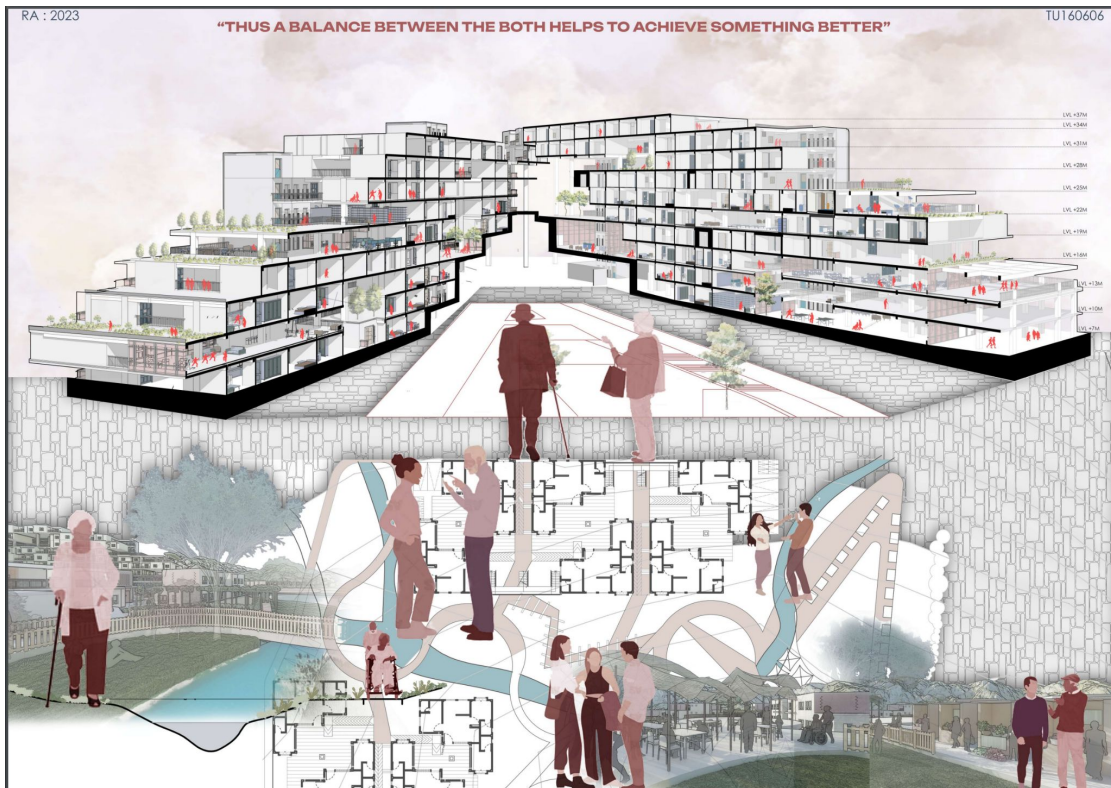 RA : 2023
TU160606
“THUS A BALANCE BETWEEN THE BOTH HELPS TO ACHIEVE SOMETHING BETTER”
LVL +37M
LVL +34M
LVL +31M
LVL +28M
LVL +25M
LVL +22M
LVL +19M
LVL +16M
LVL +13M
LVL +10M
LVL +7M